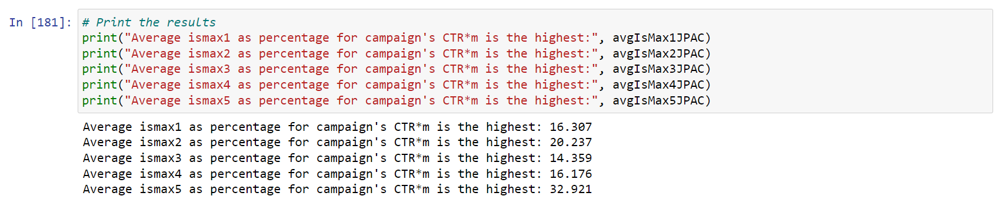 In [181]: # Print the results
print("Average ismax1 as percentage for campaign's CTR*m is the highest:", avgIsMax1JPAC)
print("Average ismax2 as percentage for campaign's CTR*m is the highest:", avgIsMax2JPAC)
print("Average ismax3 as percentage for campaign's CTR*m is the highest:", avgIsMax3JPAC)
print("Average ismax4 as percentage for campaign's CTR*m is the highest:", avgIsMax4JPAC)
print("Average ismax5 as percentage for campaign's CTR*m is the highest:", avgIsMax5JPAC)
Average ismax1 as percentage for campaign's CTR*m is the highest: 16.307
Average ismax2 as percentage for campaign's CTR*m is the highest: 20.237
Average ismax3 as percentage for campaign's CTR*m is the highest: 14.359
Average ismax4 as percentage for campaign's CTR*m is the highest: 16.176
Average ismax5 as percentage for campaign's CTR*m is the highest: 32.921